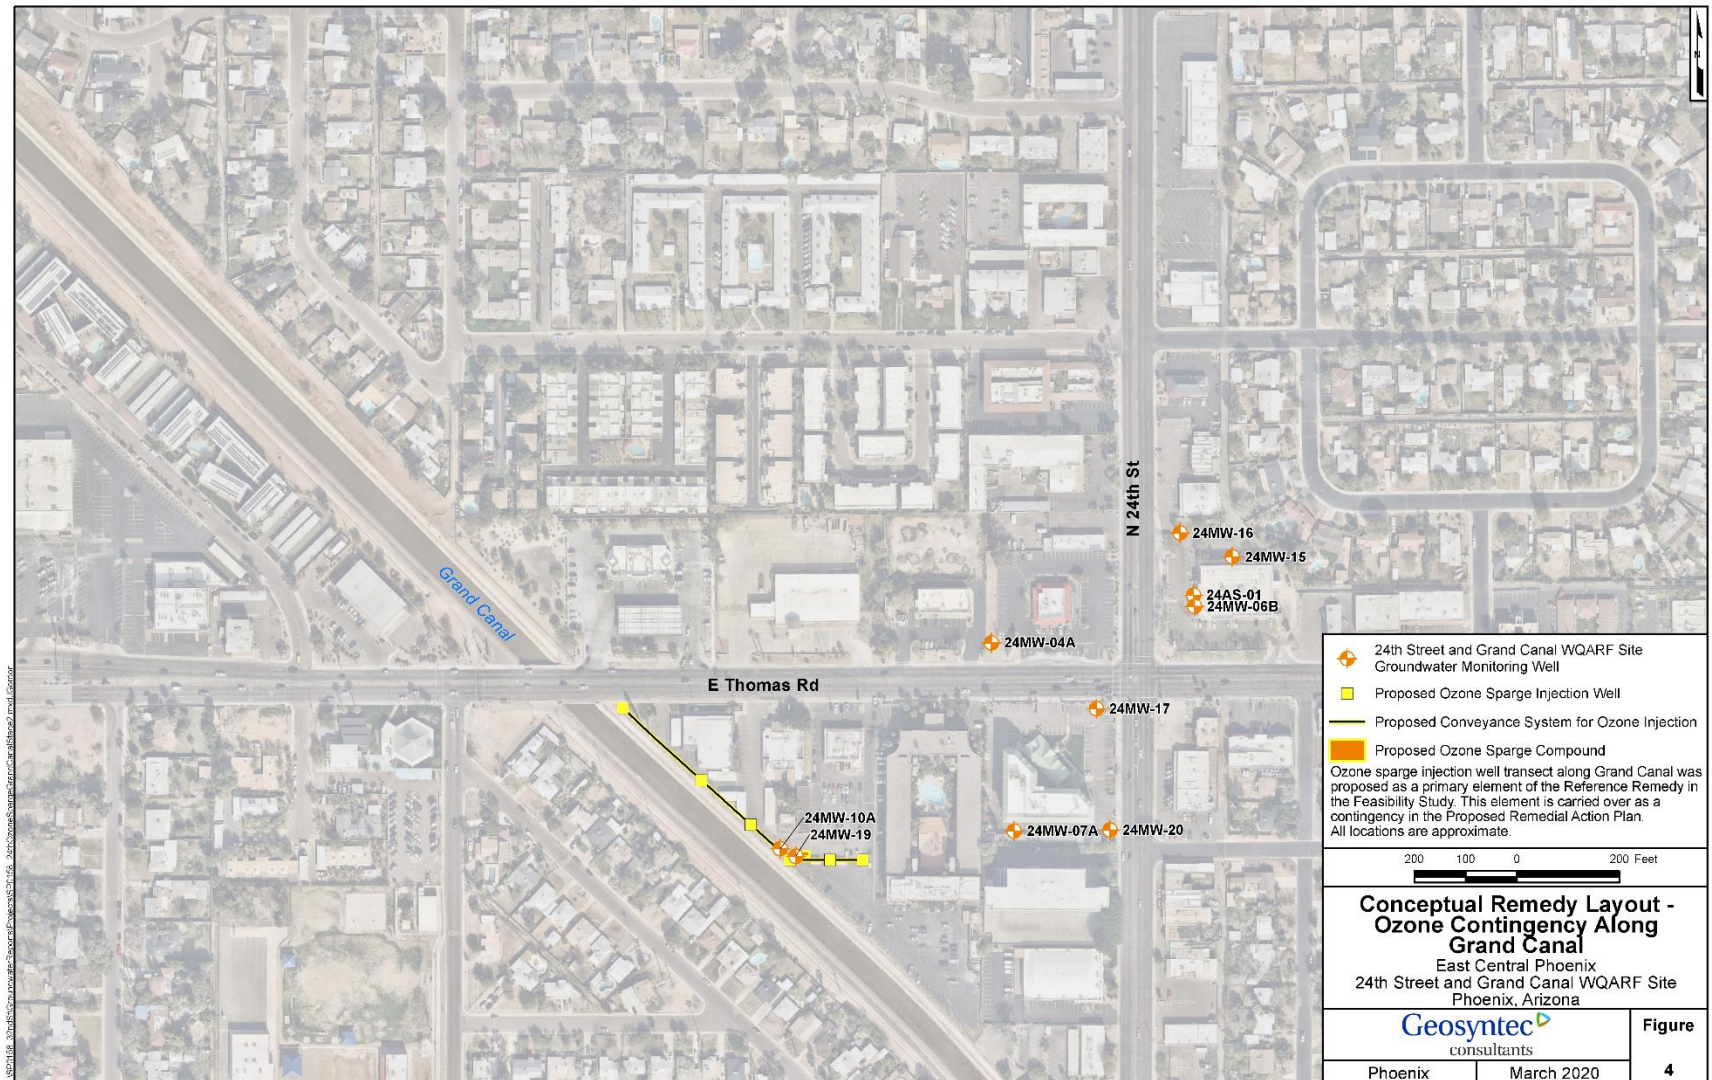 N
N 24th St
24MW-16
24MW-15
24AS-01
24MW-06B
Grand Canal
24MW-04A
E Thomas Rd
24MW-17
24MW-10A
24MW-19
24MW-07A
24MW-20
24th Street and Grand Canal WQARF Site
Groundwater Monitoring Well
Proposed Ozone Sparge Injection Well
Proposed Conveyance System for Ozone Injection
Proposed Ozone Sparge Compound
Ozone sparge injection well transect along Grand Canal was
proposed as a primary element of the Reference Remedy in
the Feasibility Study. This element is carried over as a
contingency in the Proposed Remedial Action Plan.
All locations are approximate.
200 100 0 200 Feet
Conceptual Remedy Layout -
Ozone Contingency Along
Grand Canal
East Central Phoenix
24th Street and Grand Canal WQARF Site
Phoenix, Arizona
Geosyntec
consultants
Figure
4
Phoenix
March 2020